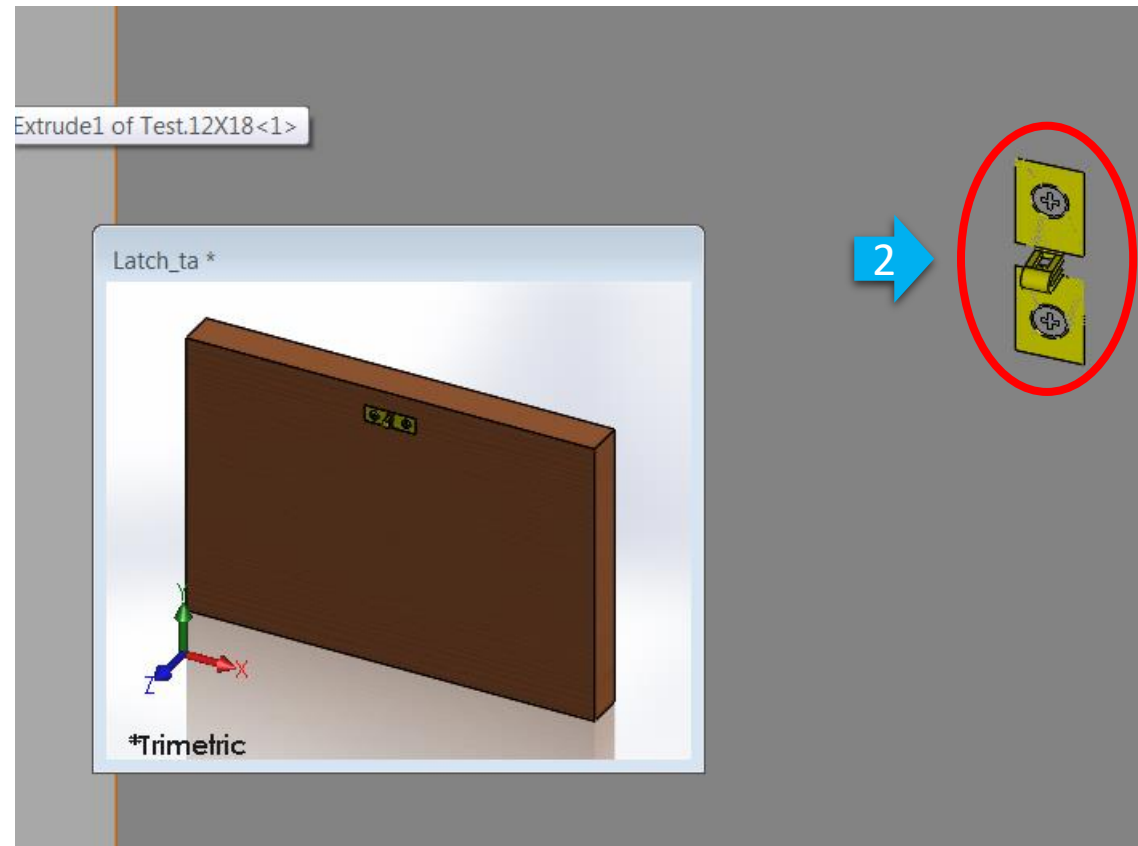 Extrude1 of Test.12X18<1>
2
Latch_ta *
Y
X
Z
*Trimetric